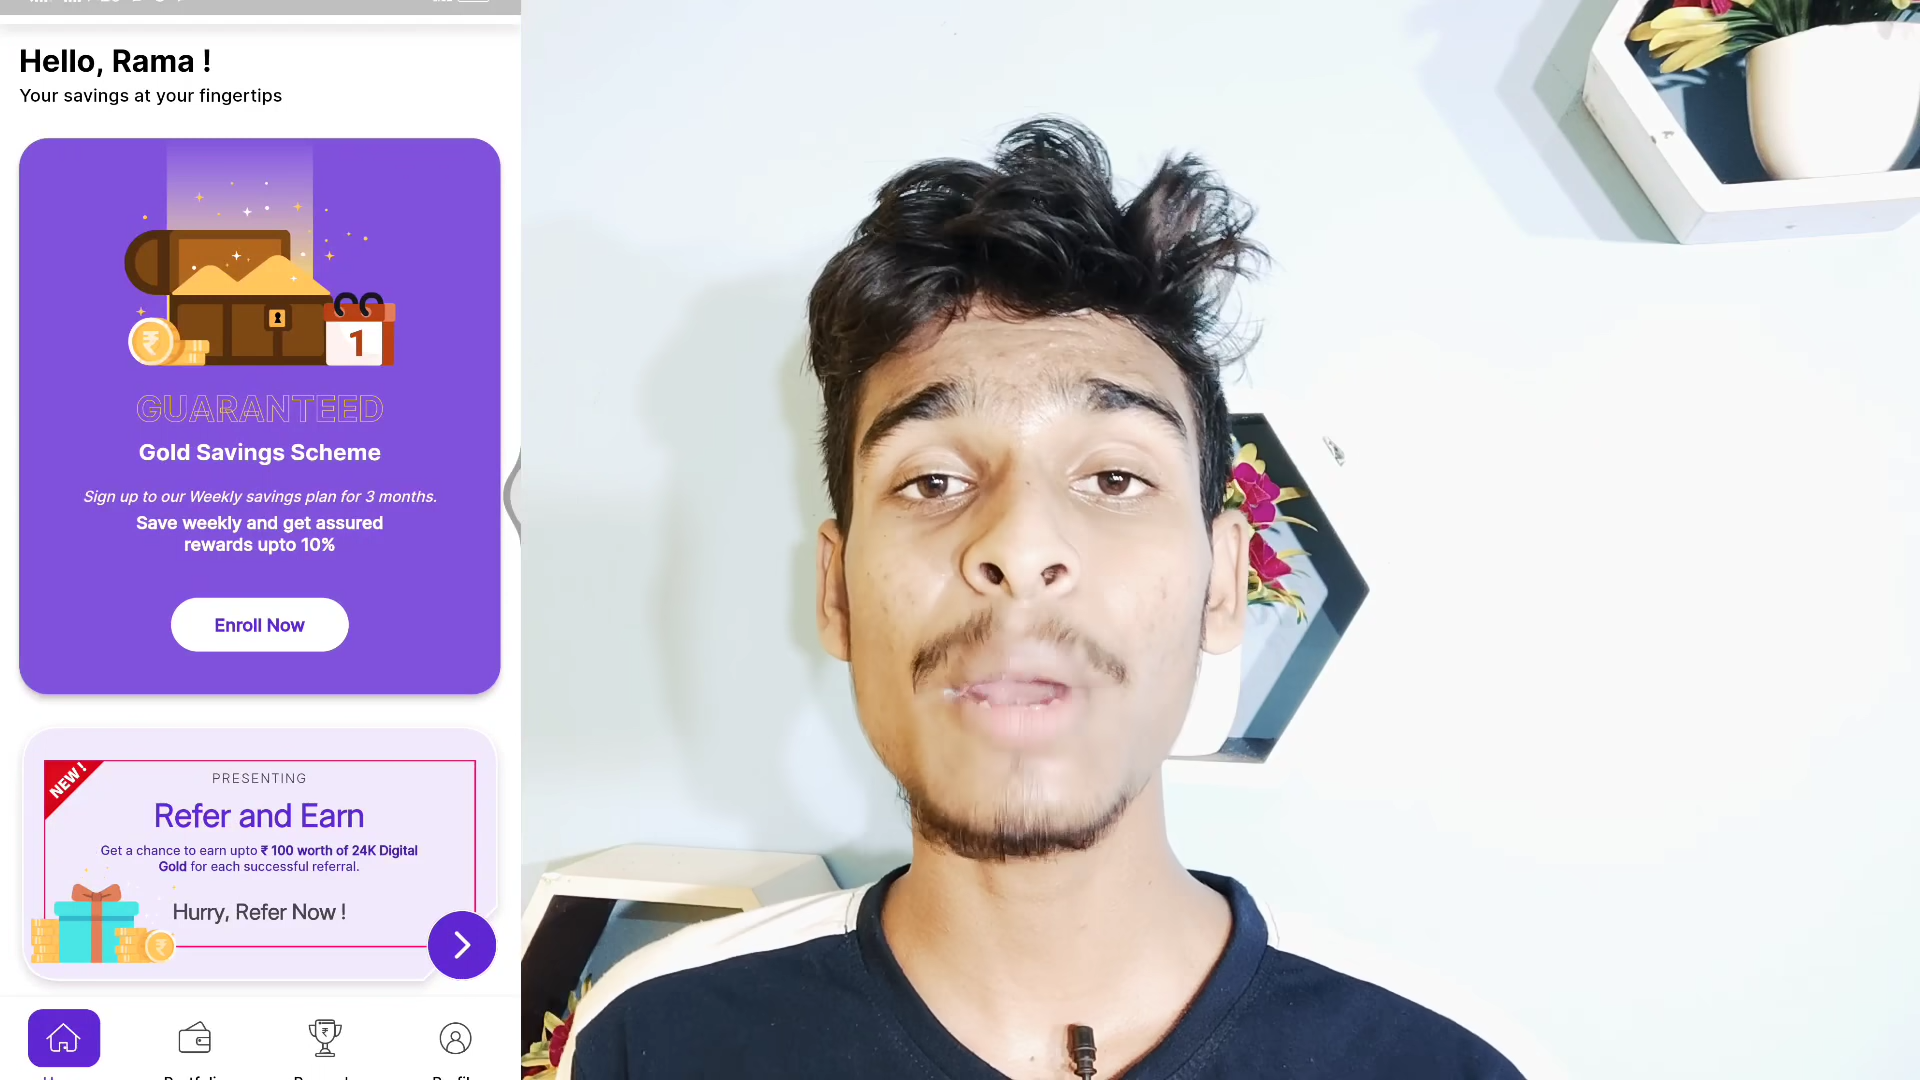 Hello, Rama !
Your savings at your fingertips
1
GUARANTEED
Gold Savings Scheme
Sign up to our Weekly savings plan for 3 months.
Save weekly and get assured
rewards upto 10%
Enroll Now
NEW !
PRESENTING
Refer and Earn
Get a chance to earn upto ₹ 100 worth of 24K Digital
Gold for each successful referral.
Hurry, Refer Now !